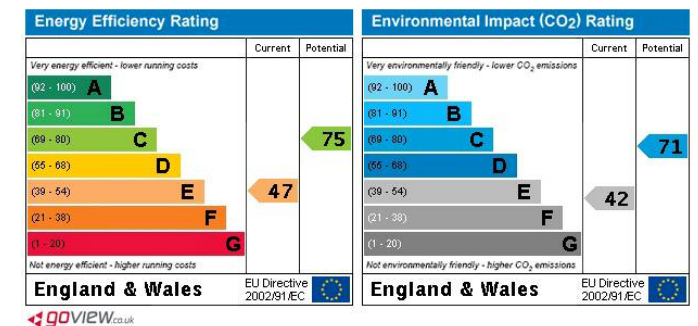 Energy Efficiency Rating
Current Potential
Very energy efficient - lower running costs
(92 - 100) A
(81 - 91) B
(69 - 80) C
75
(55 - 68) D
(39 - 54) E
47
(21 - 38) F
(1 - 20) G
Not energy efficient - higher running costs
England & Wales
EU Directive
2002/91/EC
Environmental Impact (CO2) Rating
Current Potential
Very environmentally friendly - lower CO2 emissions
(92 - 100) A
(81 - 91) B
(69 - 80) C
71
(55 - 68) D
(39 - 54) E
42
(21 - 38) F
(1 - 20) G
Not environmentally friendly - higher CO2 emissions
England & Wales
EU Directive
2002/91/EC
goview.co.uk